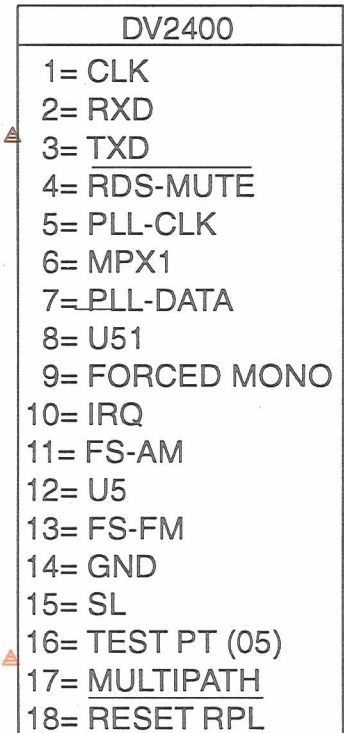 DV2400
1= CLK
2= RXD
3= TXD
4= RDS-MUTE
5= PLL-CLK
6= MPX1
7= PLL-DATA
8= U51
9= FORCED MONO
10= IRQ
11= FS-AM
12= U5
13= FS-FM
14= GND
15= SL
16= TEST PT (05)
17= MULTIPATH
18= RESET RPL